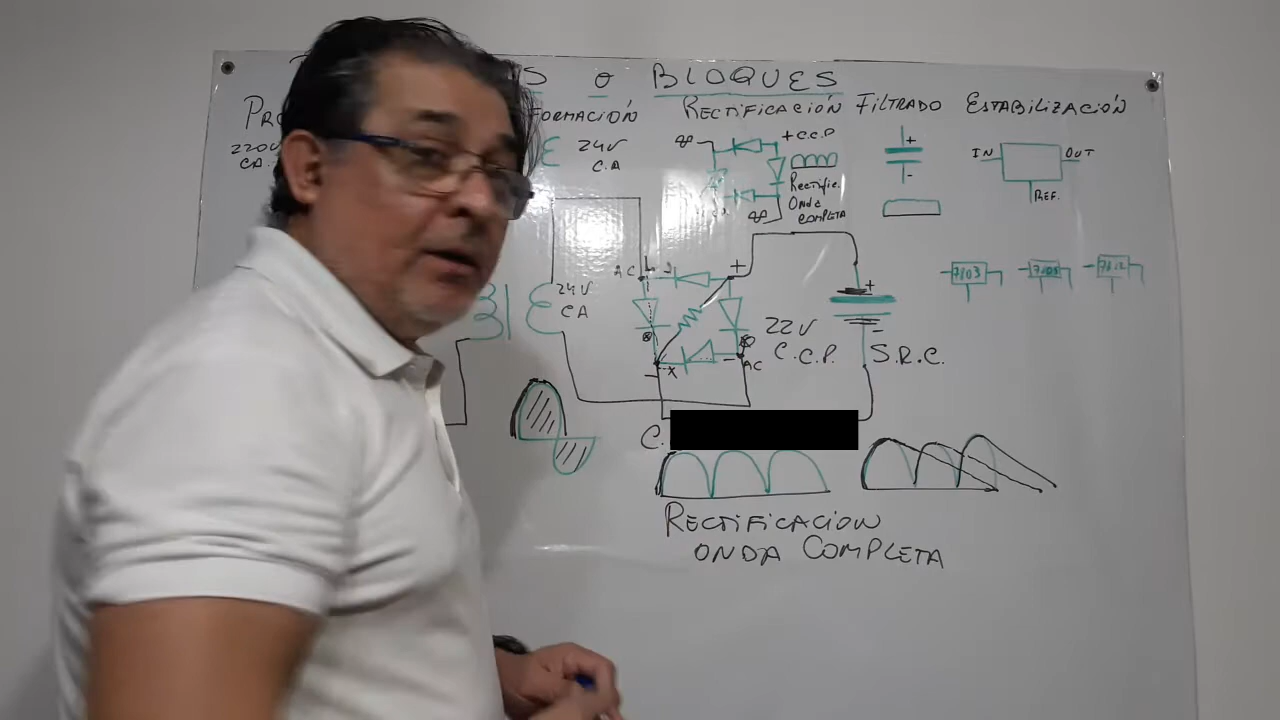 S o BLOQUES
FORMACIÓN RECTIFICACIÓN FILTRADO ESTABILIZACIÓN
220V
CA.
24V
C.A
+ C.C.P
Rectific.
Onda
COMPLETA
+
-
IN OUT
REF.
AC
+
24V
CA
22V
C.C.P.
-
AC
+
-
S.R.C.
7803 7805 7812
- x
C.
RECTIFICACION
ONDA COMPLETA